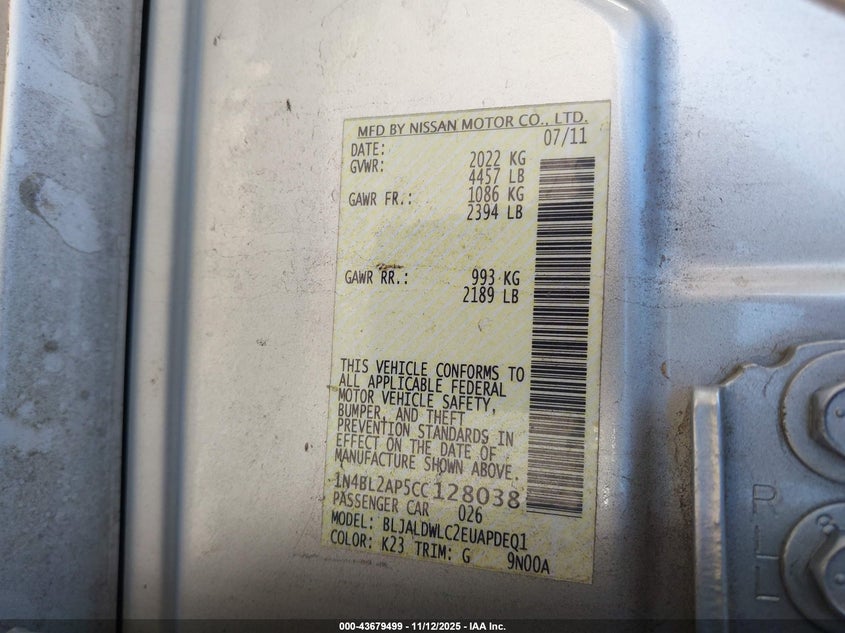 MFD BY NISSAN MOTOR CO., LTD.
DATE: 07/11
GVWR: 2022 KG
4457 LB
GAWR FR.: 1086 KG
2394 LB
GAWR RR.: 993 KG
2189 LB
THIS VEHICLE CONFORMS TO
ALL APPLICABLE FEDERAL
MOTOR VEHICLE SAFETY,
BUMPER, AND THEFT
PREVENTION STANDARDS IN
EFFECT ON THE DATE OF
MANUFACTURE SHOWN ABOVE.
1N4BL2AP5CC128038
PASSENGER CAR 026
MODEL: BLJALDWLC2EUAPDEQ1
COLOR: K23 TRIM: G 9N00A
RLL
8
000-43679499 - 11/12/2025 - IAA Inc.